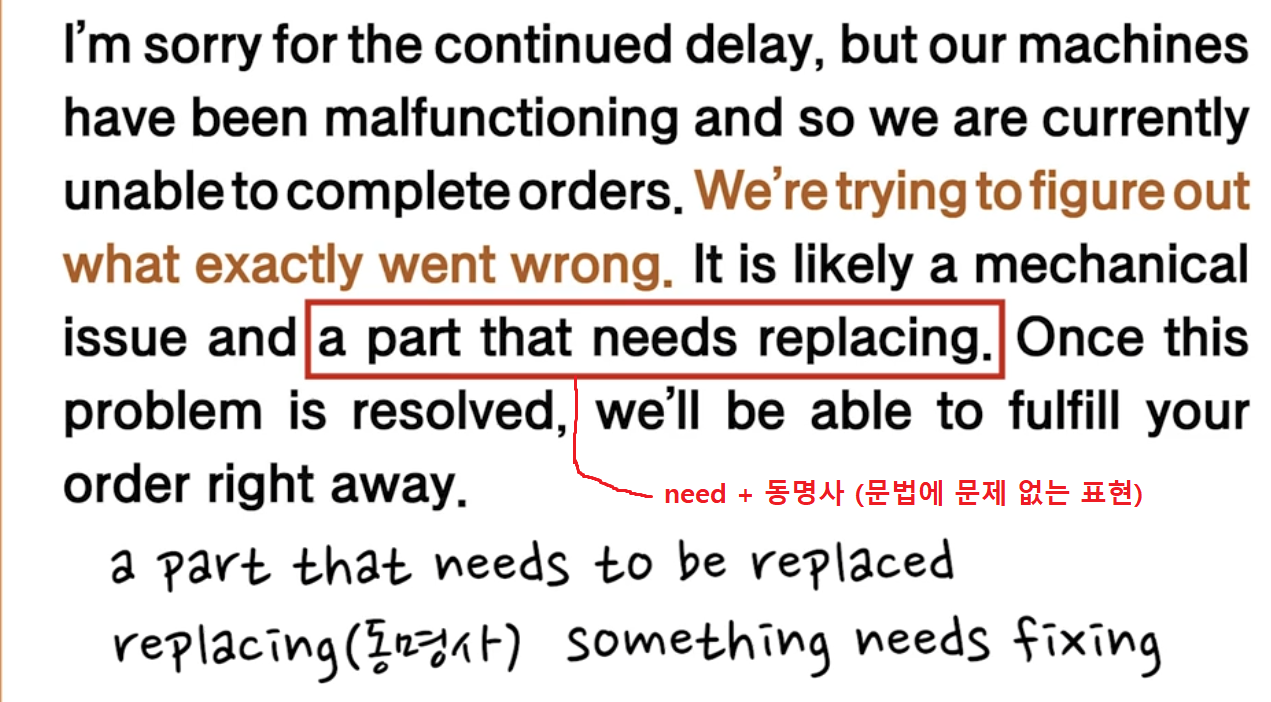 I'm sorry for the continued delay, but our machines
have been malfunctioning and so we are currently
unable to complete orders. We're trying to figure out
what exactly went wrong. It is likely a mechanical
issue and a part that needs replacing. Once this
problem is resolved, we'll be able to fulfill your
order right away.
need + 동명사 (문법에 문제 없는 표현)
a part that needs to be replaced
replacing(동명사) something needs fixing